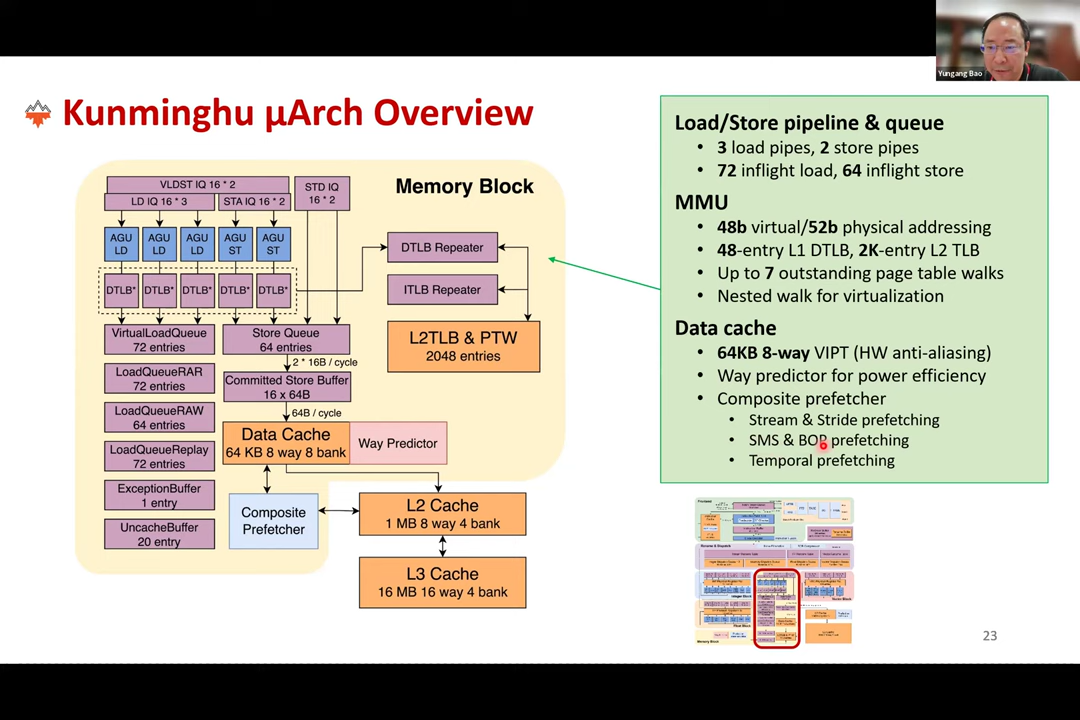 Yungang Bao
Kunminghu µArch Overview
Memory Block
VLDST IQ 16 * 2
LD IQ 16 * 3
STA IQ 16 * 2
STD IQ
16 * 2
AGU
LD
AGU
LD
AGU
LD
AGU
ST
AGU
ST
DTLB*
DTLB*
DTLB*
DTLB*
DTLB*
DTLB Repeater
ITLB Repeater
L2TLB & PTW
2048 entries
VirtualLoadQueue
72 entries
Store Queue
64 entries
2 * 16B / cycle
LoadQueueRAR
72 entries
Committed Store Buffer
16 x 64B
64B / cycle
LoadQueueRAW
64 entries
Data Cache
64 KB 8 way 8 bank
Way Predictor
LoadQueueReplay
72 entries
ExceptionBuffer
1 entry
UncacheBuffer
20 entry
Composite
Prefetcher
L2 Cache
1 MB 8 way 4 bank
L3 Cache
16 MB 16 way 4 bank
Load/Store pipeline & queue
• 3 load pipes, 2 store pipes
• 72 inflight load, 64 inflight store
MMU
• 48b virtual/52b physical addressing
• 48-entry L1 DTLB, 2K-entry L2 TLB
• Up to 7 outstanding page table walks
• Nested walk for virtualization
Data cache
• 64KB 8-way VIPT (HW anti-aliasing)
• Way predictor for power efficiency
• Composite prefetcher
• Stream & Stride prefetching
• SMS & BOP prefetching
• Temporal prefetching
23